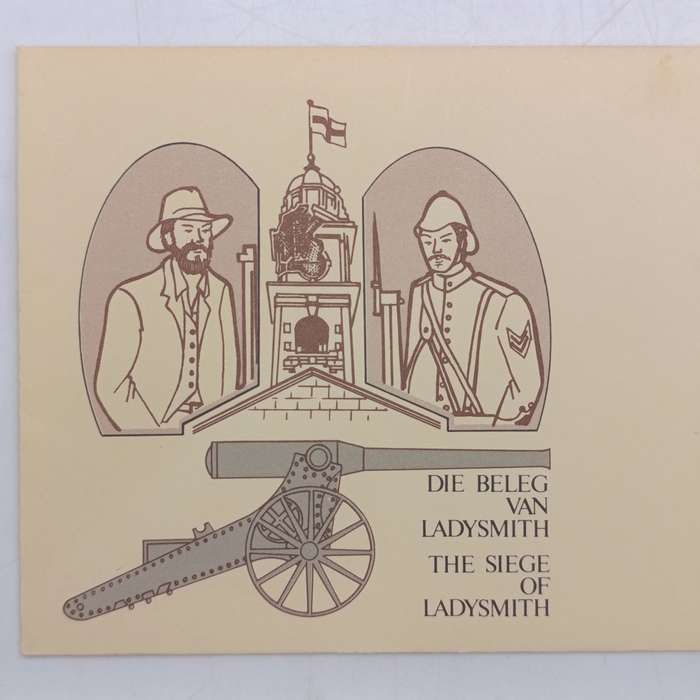 DIE BELEG
VAN
LADYSMITH
THE SIEGE
OF
LADYSMITH